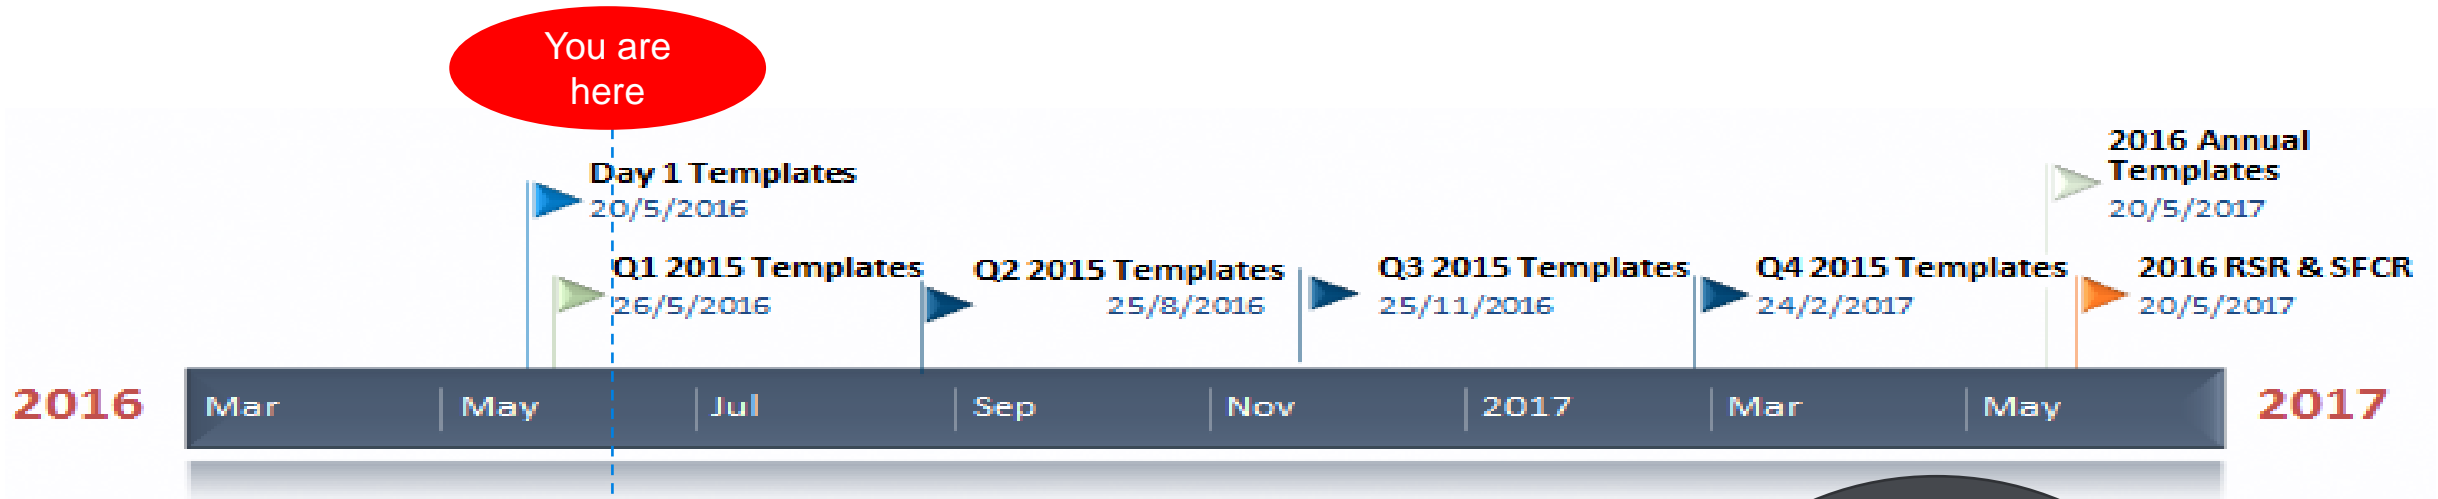 You are
here
2016 Annual
Templates
20/5/2017
Day 1 Templates
20/5/2016
Q1 2015 Templates
26/5/2016
Q2 2015 Templates
25/8/2016
Q3 2015 Templates
25/11/2016
Q4 2015 Templates
24/2/2017
2016 RSR & SFCR
20/5/2017
2016
Mar
May
Jul
Sep
Nov
2017
Mar
May
2017